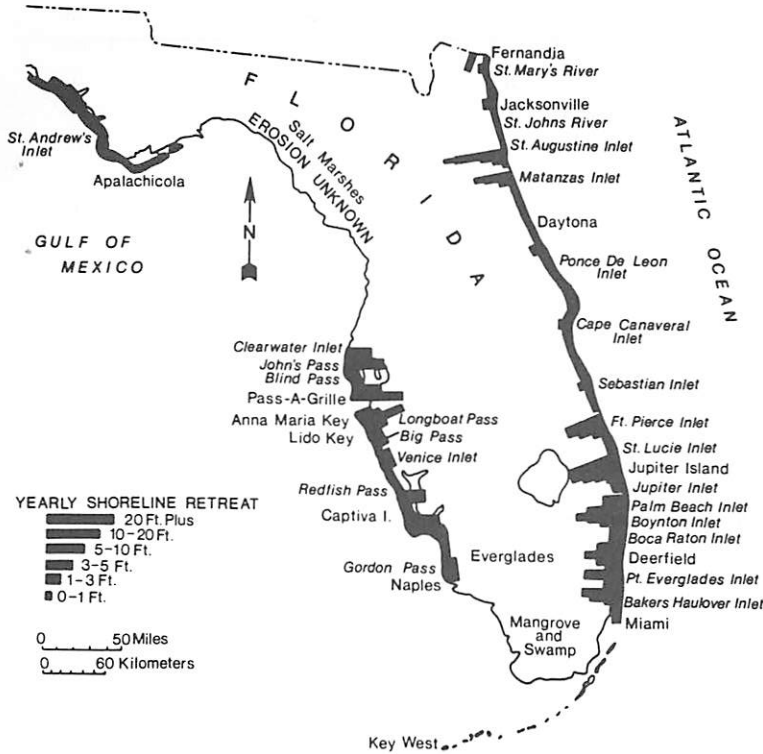 Fernandia
St. Mary's River
Jacksonville
St. Johns River
St. Augustine Inlet
Matanzas Inlet
Daytona
Ponce De Leon
Inlet
Cape Canaveral
Inlet
Sebastian Inlet
Ft. Pierce Inlet
St. Lucie Inlet
Jupiter Island
Jupiter Inlet
Palm Beach Inlet
Boynton Inlet
Boca Raton Inlet
Deerfield
Pt. Everglades Inlet
Bakers Haulover Inlet
Miami
ATLANTIC OCEAN
FLORIDA
Salt Marshes
EROSION UNKNOWN
St. Andrew's
Inlet
Apalachicola
N
GULF OF
MEXICO
Clearwater Inlet
John's Pass
Blind Pass
Pass-A-Grille
Anna Maria Key
Longboat Pass
Lido Key
Big Pass
Venice Inlet
Redfish Pass
Captiva I.
Everglades
Gordon Pass
Naples
Mangrove
and
Swamp
Key West
YEARLY SHORELINE RETREAT
20 Ft. Plus
10-20 Ft.
5-10 Ft.
3-5 Ft.
1-3 Ft.
0-1 Ft.
0 50 Miles
0 60 Kilometers